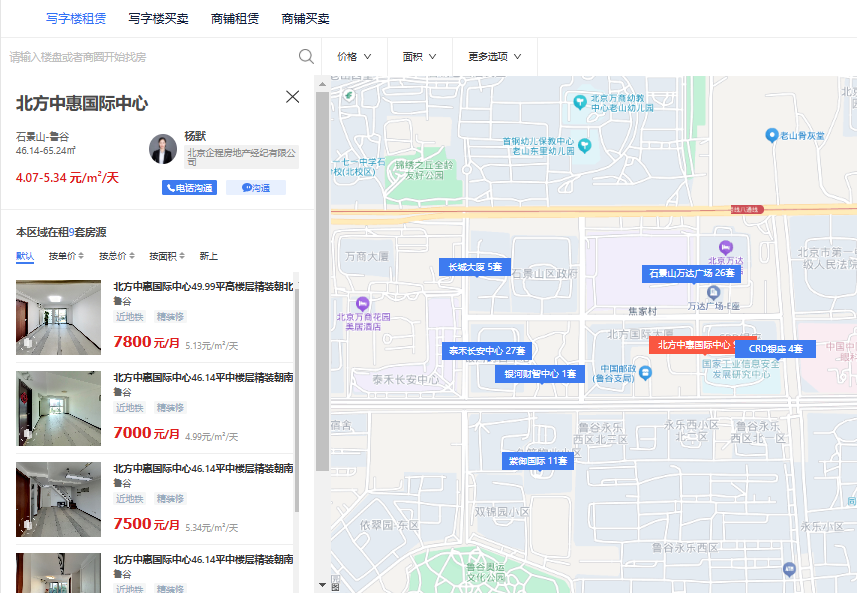 写字楼租赁 写字楼买卖 商铺租赁 商铺买卖
请输入楼盘或者商圈开始找房
价格 面积 更多选项
北方中惠国际中心
石景山-鲁谷
46.14-65.24㎡
4.07-5.34 元/m²/天
杨默
北京企程房地产经纪有限公
司
电话沟通 沟通
本区域在租9套房源
默认 按单价 按总价 按面积 新上
北方中惠国际中心49.99平高楼层精装朝北
鲁谷
近地铁 精装修
7800 元/月 5.13元/m²/天
北方中惠国际中心46.14平中楼层精装朝南
鲁谷
近地铁 精装修
7000 元/月 4.99元/m²/天
北方中惠国际中心46.14平中楼层精装朝南
鲁谷
近地铁 精装修
7500 元/月 5.34元/m²/天
北方中惠国际中心46.14平中楼层精装朝南
鲁谷
近地铁 精装修
北京万商幼教
中心老山幼儿园
首钢幼儿保教中心
老山东里幼儿园
老山骨灰堂
一七一中学石
校(北校区)
锦绣之丘全龄
友好公园
万商大厦
长城大厦 5套
石景山区政府
北京万达
石景山万达广场 26套
万达广场-E座
北京市第一
级人民法院
北京万商花园
美居酒店
焦家村
北方国际大厦
北方中惠国际中心
CRD银座 4套
泰禾长安中心 27套
银河财智中心 1套
泰禾长安中心
中国邮政
(鲁谷支局)
国家工业信息安全
发展研究中心
中国中
眼科
宿舍
鲁谷永乐
西区北三区
永乐西小区
北二区
鲁谷永乐
西区北一区
紫御国际 11套
双锦园小区
依翠园-东区
永乐小区
鲁谷永乐西区
鲁谷奥运
文化公园